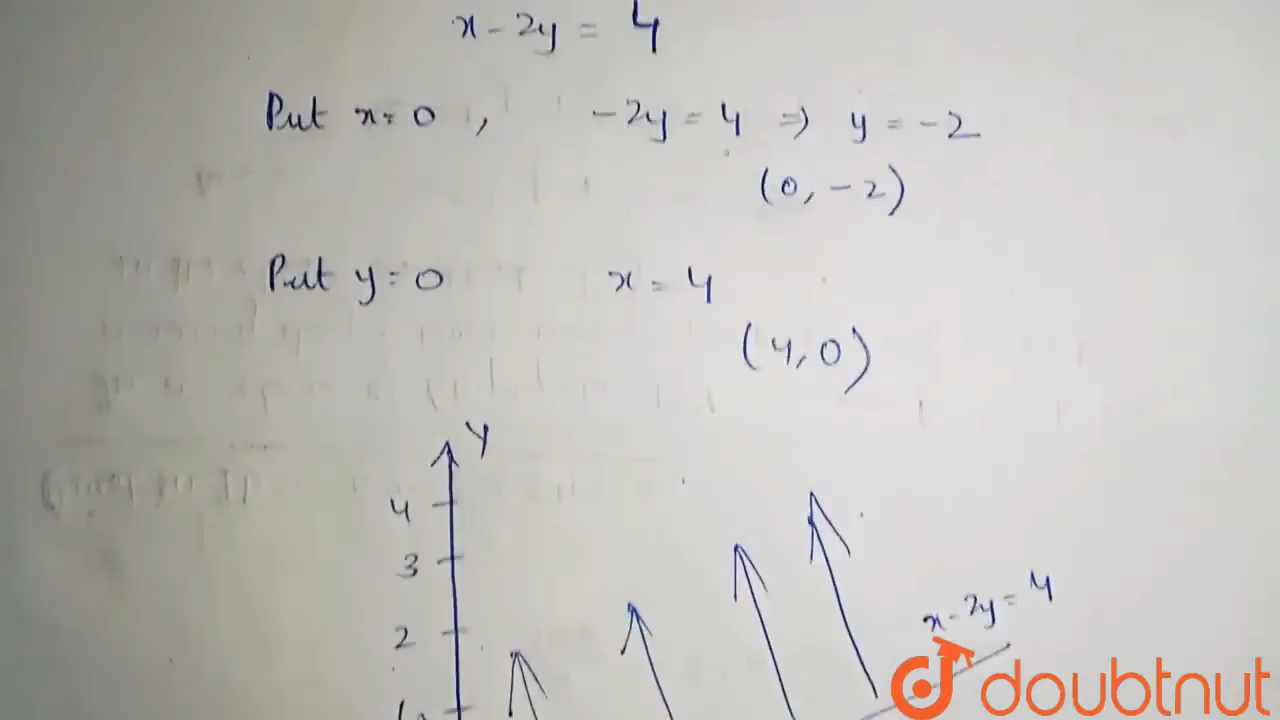 x - 2y = 4
Put x = 0 , - 2y = 4 ⇒ y = - 2
(0, - 2)
Put y = 0 x = 4
(4, 0)
Y
4
3
2
x - 2y = 4
doubtnut